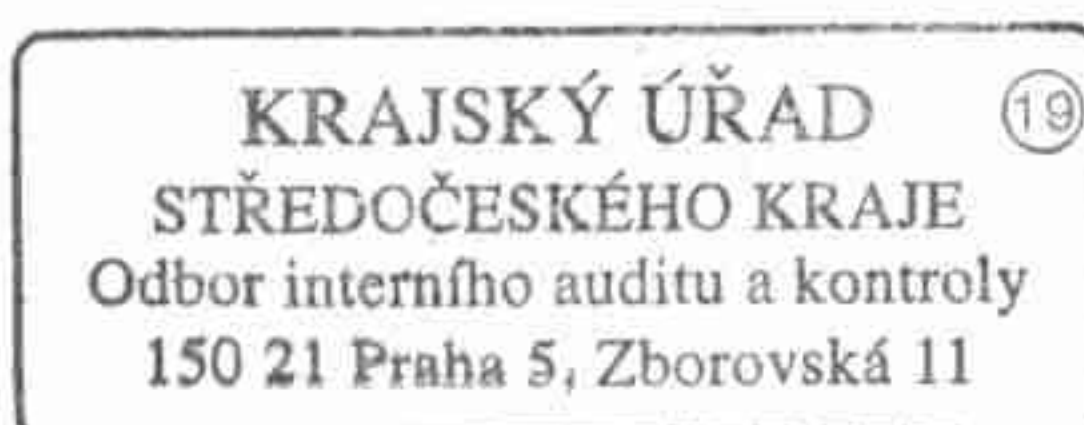 KRAJSKÝ ÚŘAD 19
STŘEDOČESKÉHO KRAJE
Odbor interního auditu a kontroly
150 21 Praha 5, Zborovská 11